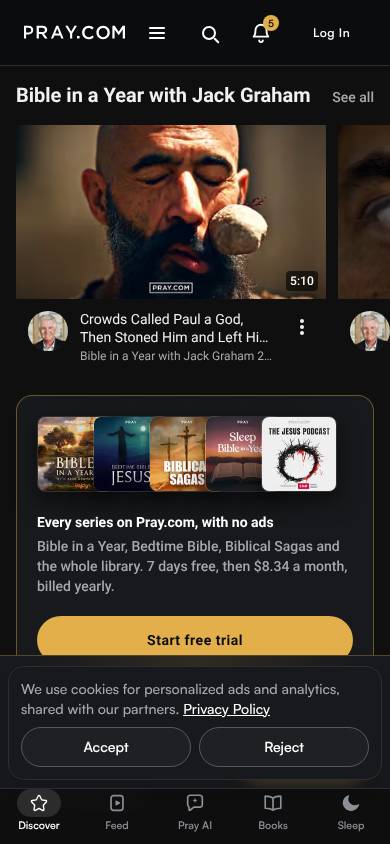 PRAY.COM
5
Log In
Bible in a Year with Jack Graham
See all
PRAY.COM
5:10
Crowds Called Paul a God,
Then Stoned Him and Left Hi...
Bible in a Year with Jack Graham 2...
BIBLE
IN A YEAR
BEDTIME BIBLE
JESUS
BIBLICA
SAGAS
Sleep
Bible
THE JESUS PODCAST
Every series on Pray.com, with no ads
Bible in a Year, Bedtime Bible, Biblical Sagas and
the whole library. 7 days free, then $8.34 a month,
billed yearly.
Start free trial
We use cookies for personalized ads and analytics,
shared with our partners. Privacy Policy
Accept
Reject
Discover
Feed
Pray AI
Books
Sleep